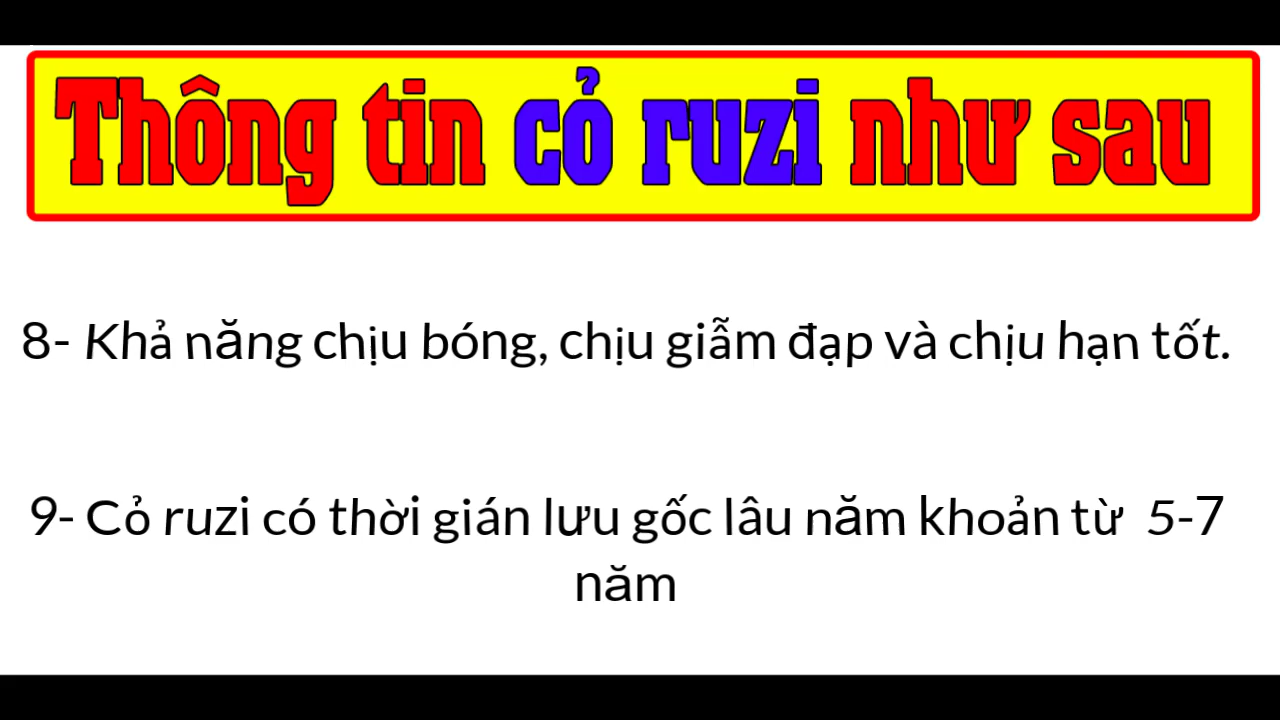 Thông tin cỏ ruzi như sau
8- Khả năng chịu bóng, chịu giẫm đạp và chịu hạn tốt.
9- Cỏ ruzi có thời gián lưu gốc lâu năm khoản từ 5-7
năm